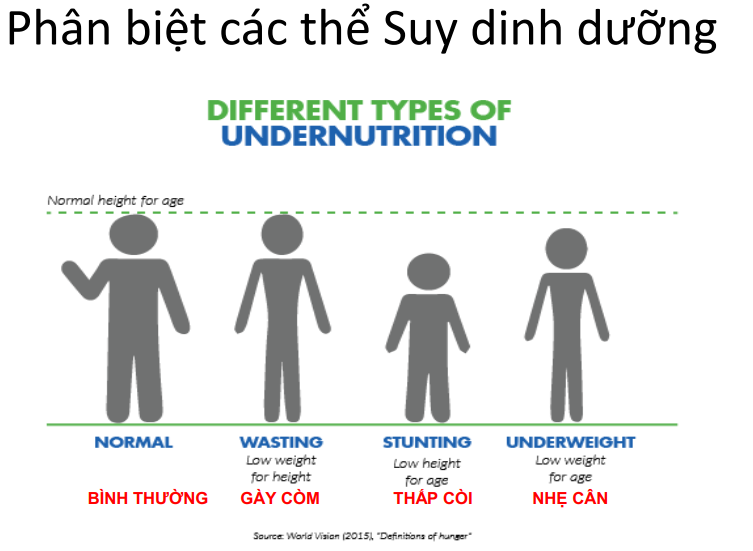 Phân biệt các thể Suy dinh dưỡng
DIFFERENT TYPES OF
UNDERNUTRITION
Normal height for age
NORMAL
WASTING
Low weight
for height
STUNTING
Low height
for age
UNDERWEIGHT
Low weight
for age
BÌNH THƯỜNG
GÀY CÒM
THẤP CÒI
NHẸ CÂN
Source: World Vision (2015), "Definitions of hunger"